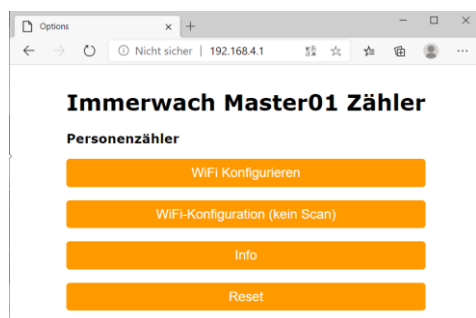 Options
Nicht sicher | 192.168.4.1
Immerwach Master01 Zähler
Personenzähler
WiFi Konfigurieren
WiFi-Konfiguration (kein Scan)
Info
Reset